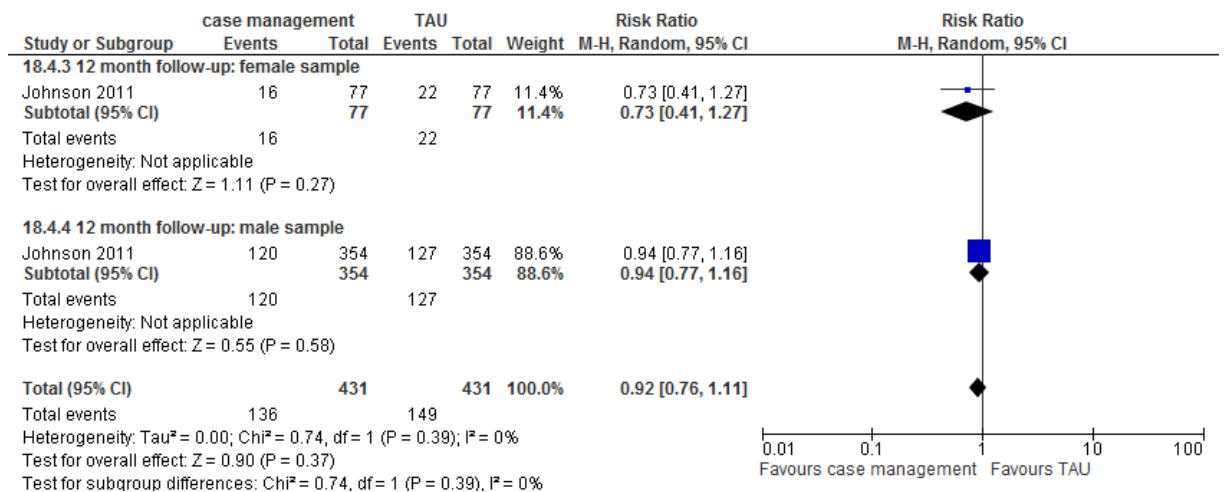 case management TAU Risk Ratio Risk Ratio
Study or Subgroup Events Total Events Total Weight M-H, Random, 95% CI M-H, Random, 95% CI
18.4.3 12 month follow-up: female sample
Johnson 2011 16 77 22 77 11.4% 0.73 [0.41, 1.27]
Subtotal (95% CI) 77 77 11.4% 0.73 [0.41, 1.27]
Total events 16 22
Heterogeneity: Not applicable
Test for overall effect: Z = 1.11 (P = 0.27)
18.4.4 12 month follow-up: male sample
Johnson 2011 120 354 127 354 88.6% 0.94 [0.77, 1.16]
Subtotal (95% CI) 354 354 88.6% 0.94 [0.77, 1.16]
Total events 120 127
Heterogeneity: Not applicable
Test for overall effect: Z = 0.55 (P = 0.58)
Total (95% CI) 431 431 100.0% 0.92 [0.76, 1.11]
Total events 136 149
Heterogeneity: Tau² = 0.00; Chi² = 0.74, df = 1 (P = 0.39); I² = 0%
Test for overall effect: Z = 0.90 (P = 0.37)
Test for subgroup differences: Chi² = 0.74, df = 1 (P = 0.39), I² = 0%
0.01 0.1 1 10 100
Favours case management Favours TAU